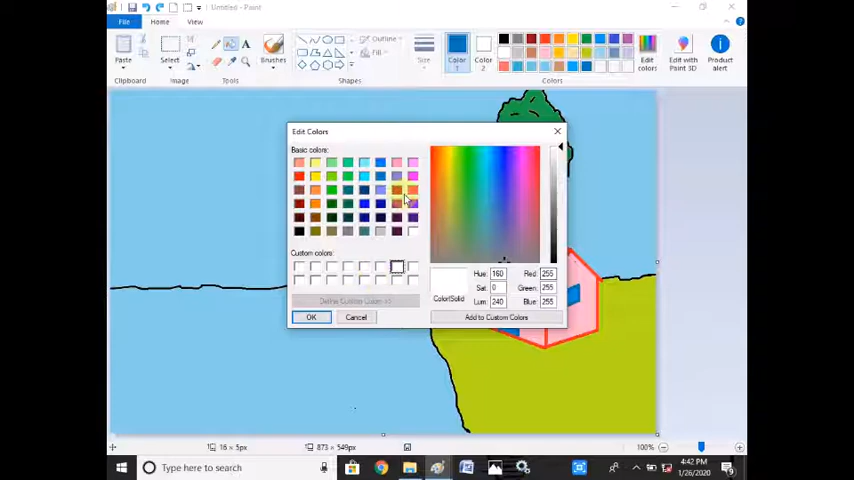 Untitled - Paint
File Home View
Paste
Select
Brushes
Outline
Fill
Size
Color 1
Color 2
Edit colors
Edit with Paint 3D
Product alert
Clipboard Image Tools Shapes Colors
Edit Colors
Basic colors:
Custom colors:
Define Custom Colors >>
OK Cancel
Hue: 160 Red: 255
Sat: 0 Green: 255
Color|Solid Lum: 240 Blue: 255
Add to Custom Colors
16 × 5px 873 × 549px 100%
Type here to search
4:42 PM
1/26/2020